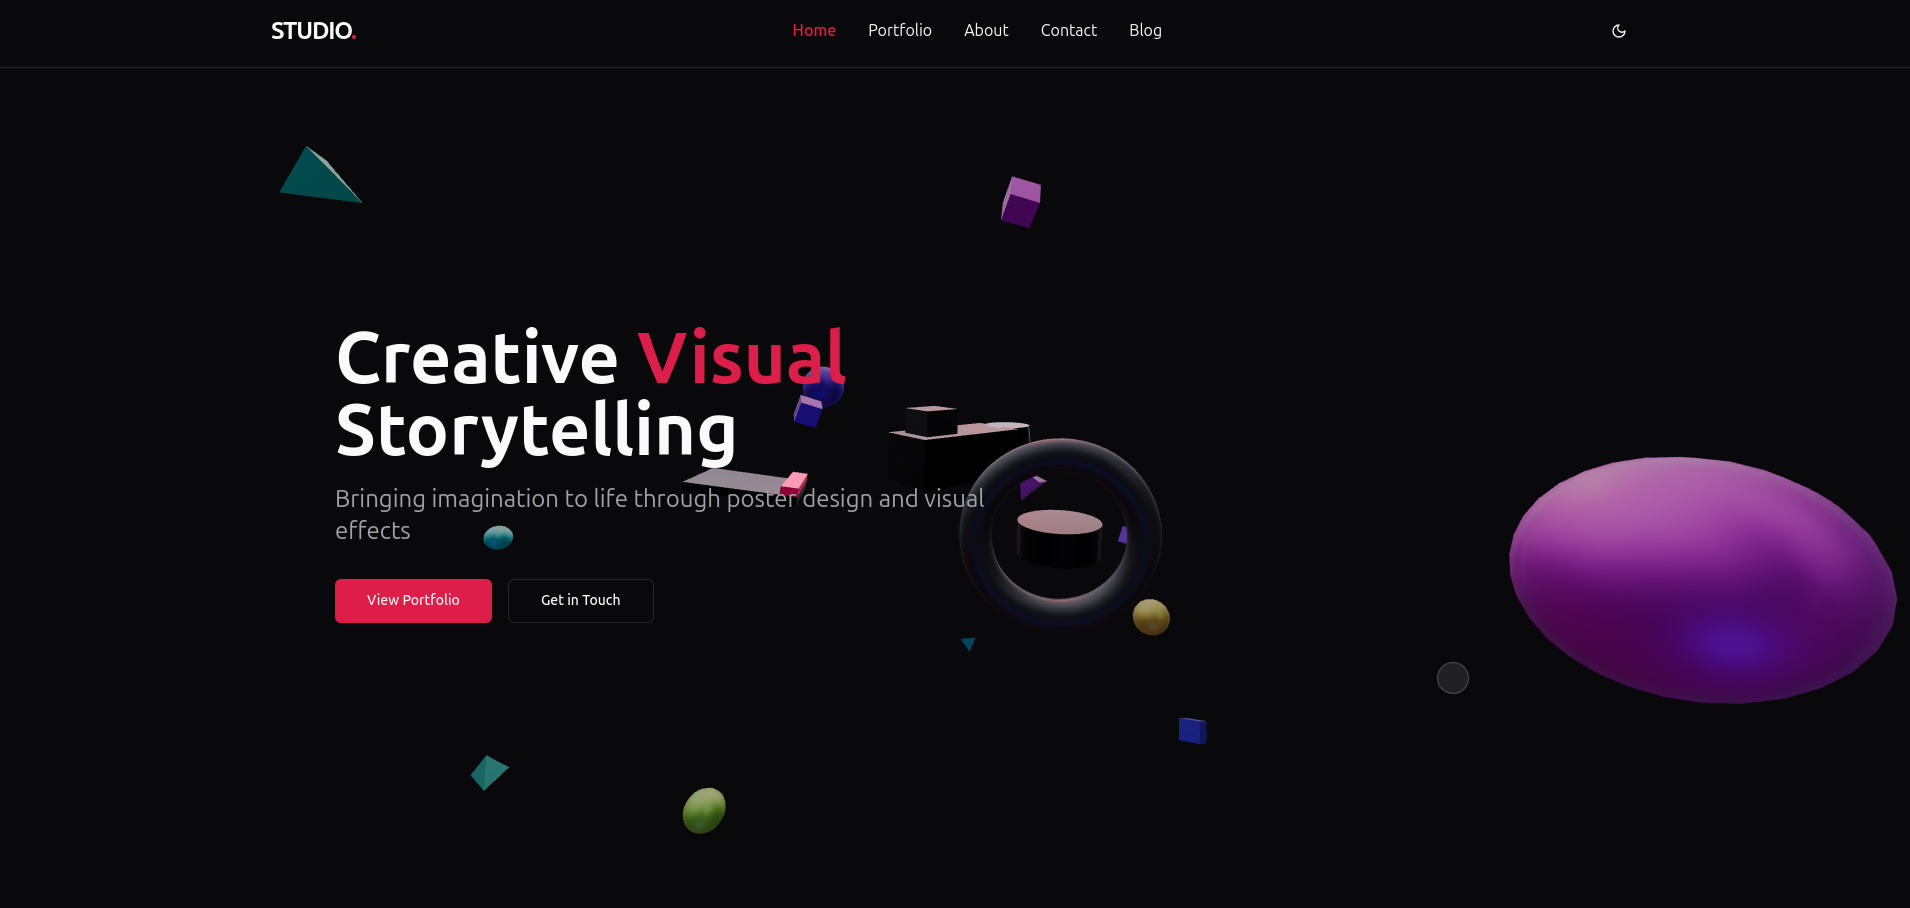 STUDIO.
Home Portfolio About Contact Blog
Creative Visual
Storytelling
Bringing imagination to life through poster design and visual
effects
View Portfolio Get in Touch